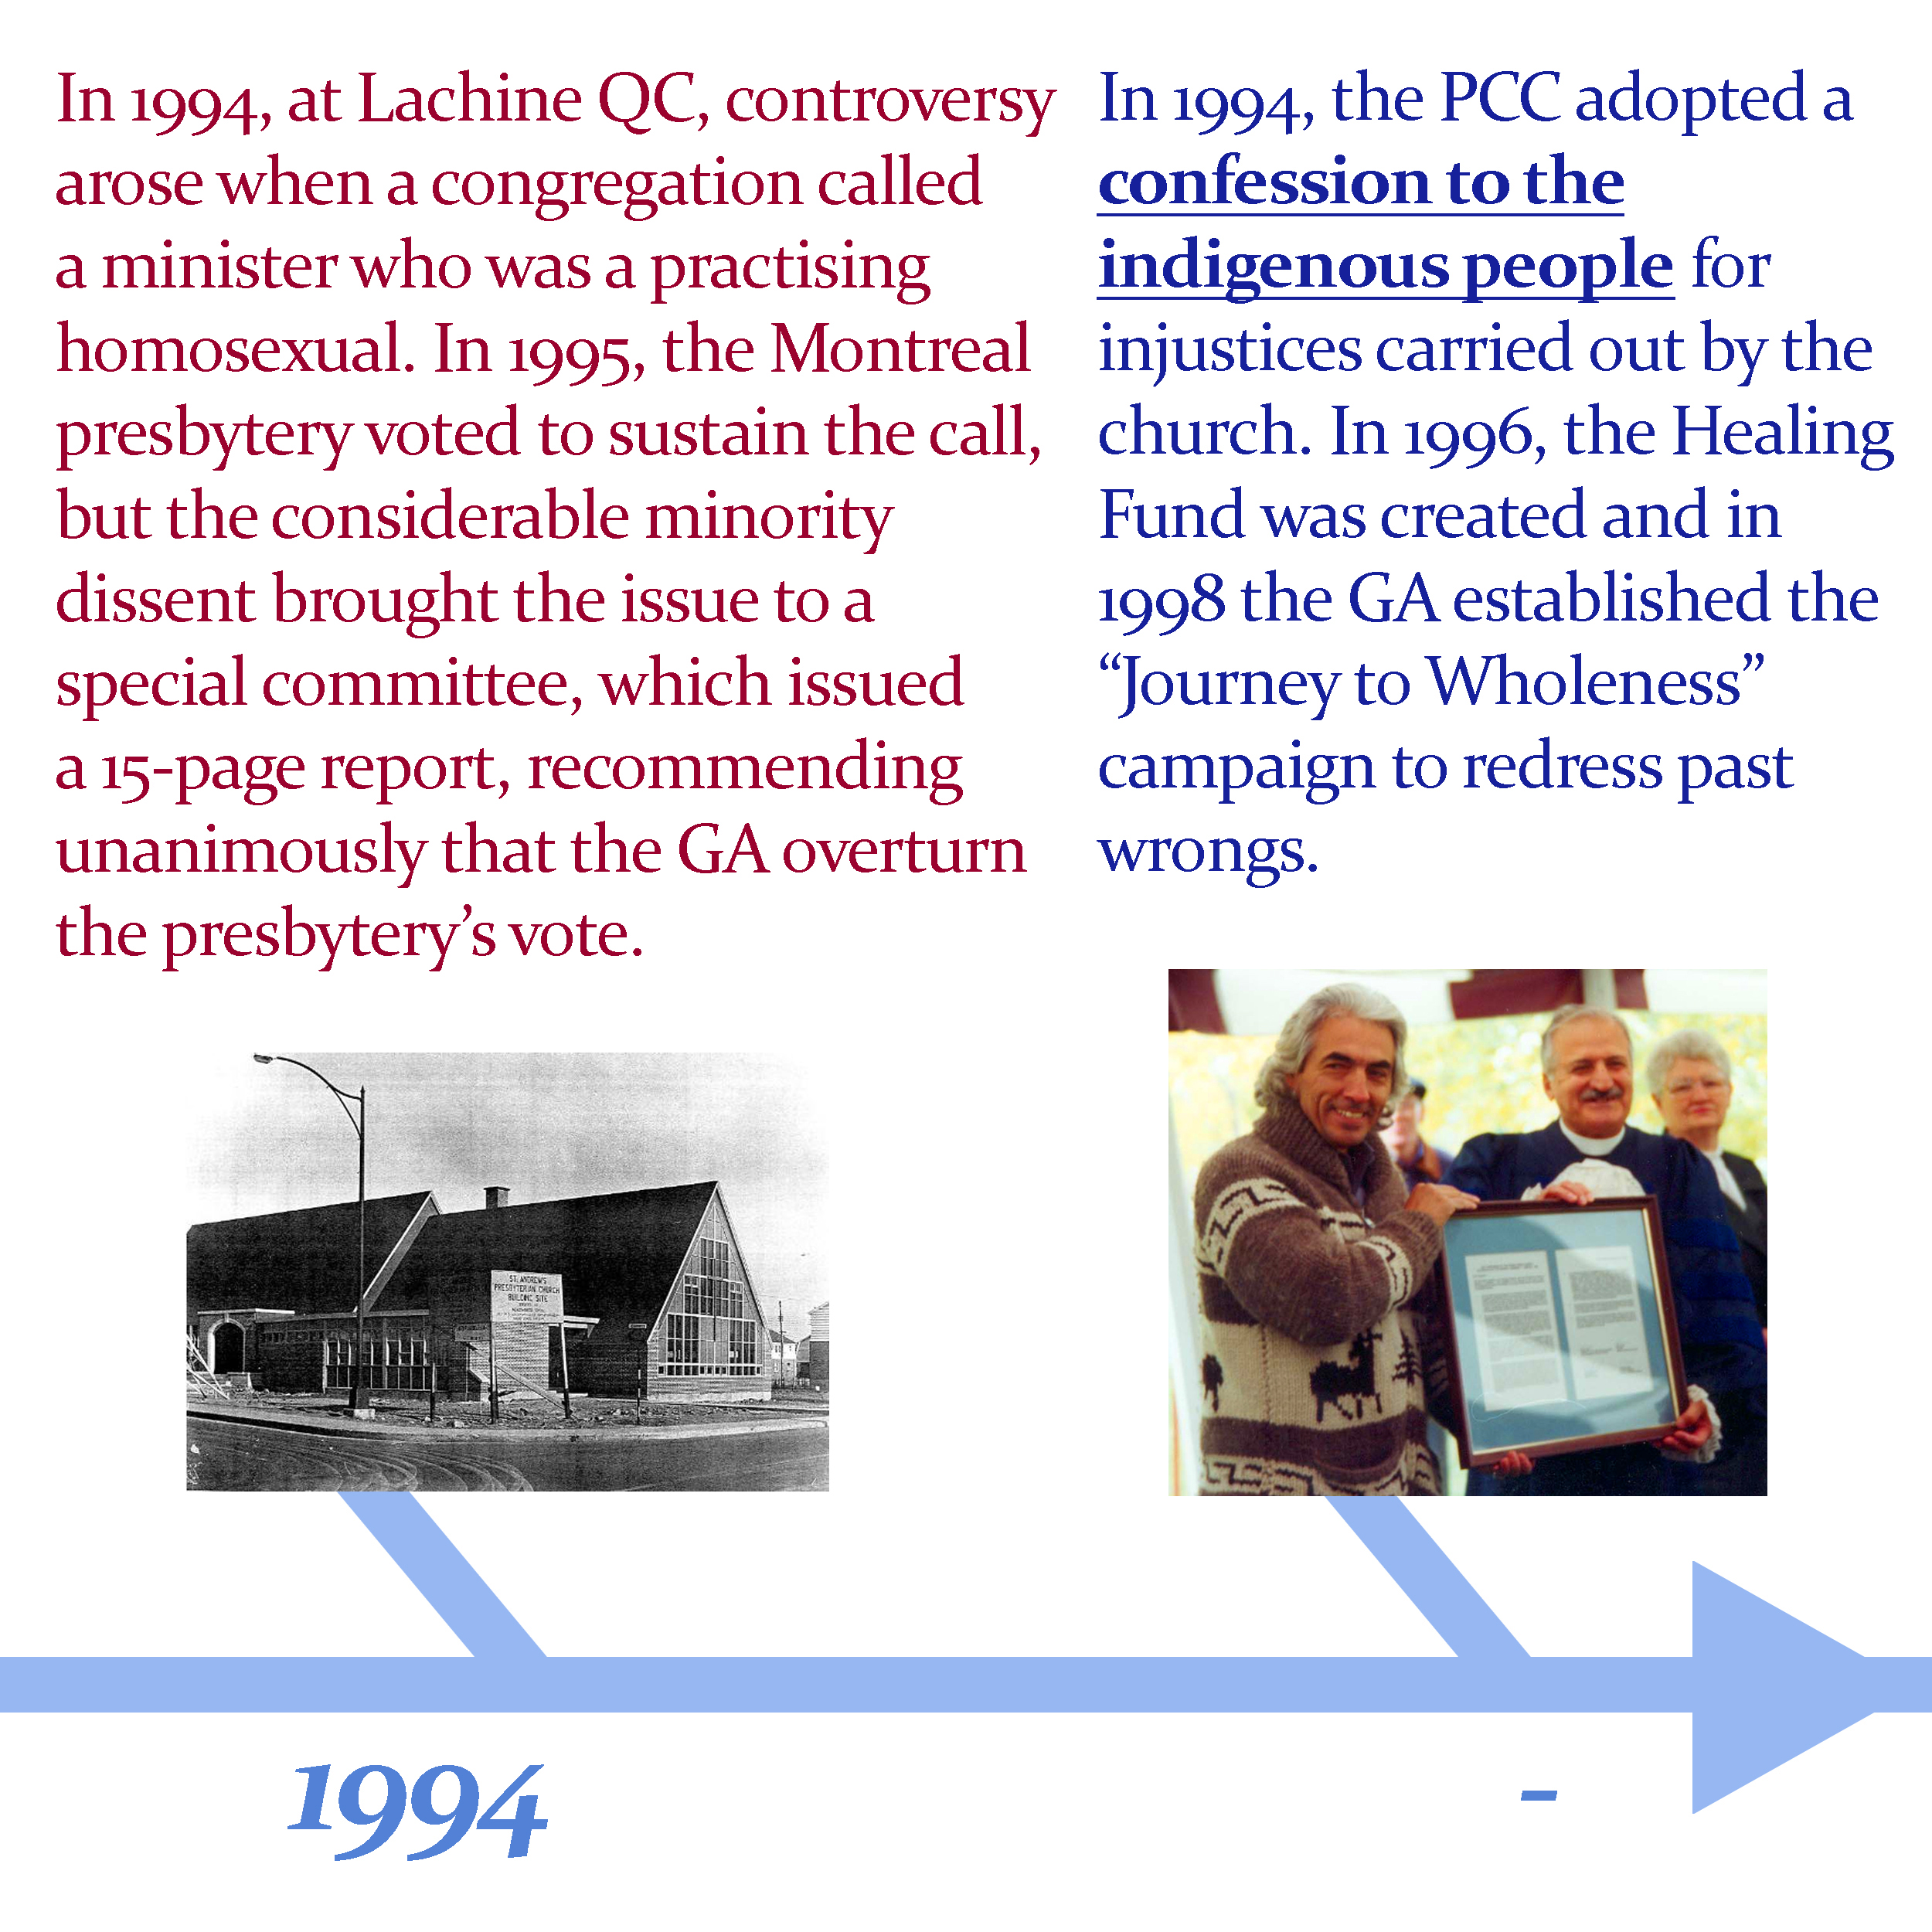 In 1994, at Lachine QC, controversy
arose when a congregation called
a minister who was a practising
homosexual. In 1995, the Montreal
presbytery voted to sustain the call,
but the considerable minority
dissent brought the issue to a
special committee, which issued
a 15-page report, recommending
unanimously that the GA overturn
the presbytery’s vote.
In 1994, the PCC adopted a
confession to the
indigenous people for
injustices carried out by the
church. In 1996, the Healing
Fund was created and in
1998 the GA established the
“Journey to Wholeness”
campaign to redress past
wrongs.
ST. ANDREW'S
PRESBYTERIAN CHURCH
BUILDING SITE
1994
-